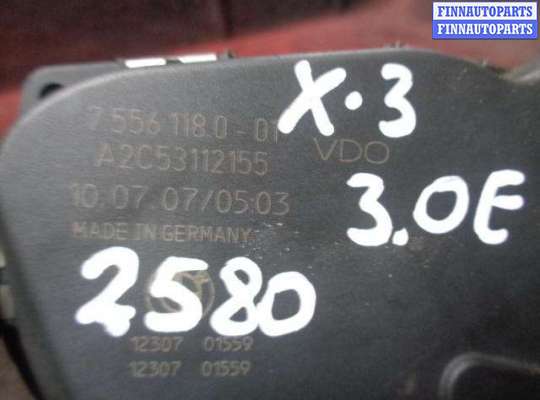 FINNAUTOPARTS
FINNAUTOPARTS
X.3
7 556 118.0-01
A2C53112155
VDO
10.07.07/05:03
3.0E
MADE IN GERMANY
2580
12307 01559
12307 01559